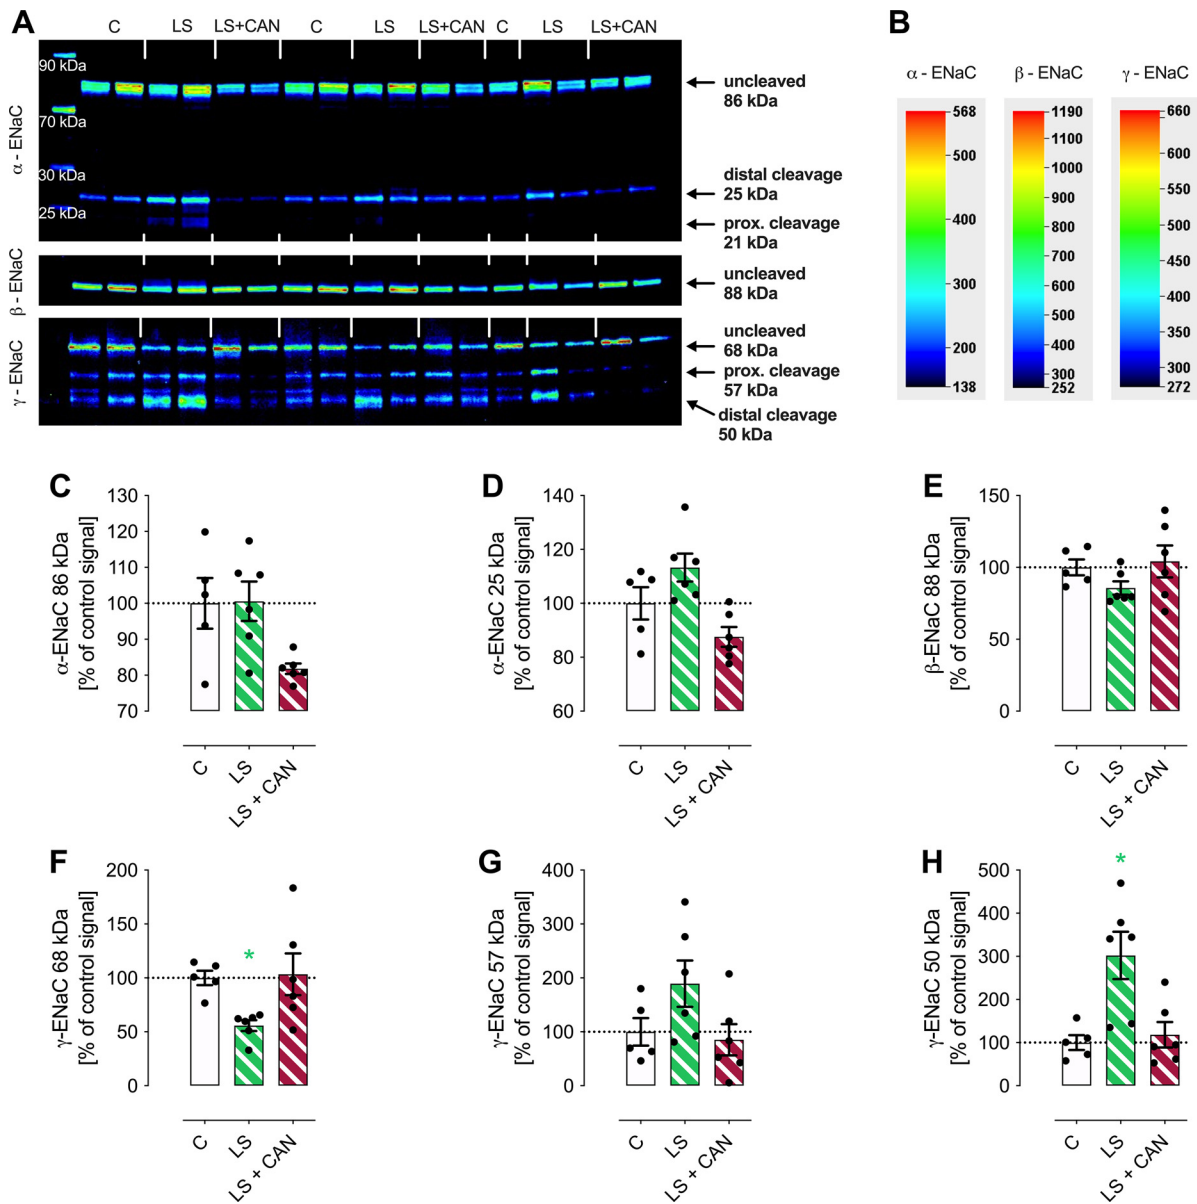 A
C LS LS+CAN C LS LS+CAN C LS LS+CAN
α - ENaC
90 kDa
70 kDa
30 kDa
25 kDa
uncleaved
86 kDa
distal cleavage
25 kDa
prox. cleavage
21 kDa
β - ENaC
uncleaved
88 kDa
γ - ENaC
uncleaved
68 kDa
prox. cleavage
57 kDa
distal cleavage
50 kDa
B
α - ENaC
568
500
400
300
200
138
β - ENaC
1190
1100
1000
900
800
700
600
500
400
300
252
γ - ENaC
660
600
550
500
450
400
350
300
272
C
α-ENaC 86 kDa
[% of control signal]
130
120
110
100
90
80
70
C
LS
LS + CAN
D
α-ENaC 25 kDa
[% of control signal]
140
120
100
80
60
C
LS
LS + CAN
E
β-ENaC 88 kDa
[% of control signal]
150
100
50
0
C
LS
LS + CAN
F
γ-ENaC 68 kDa
[% of control signal]
200
150
100
50
0
*
C
LS
LS + CAN
G
γ-ENaC 57 kDa
[% of control signal]
400
300
200
100
0
C
LS
LS + CAN
H
γ-ENaC 50 kDa
[% of control signal]
500
400
300
200
100
0
*
C
LS
LS + CAN